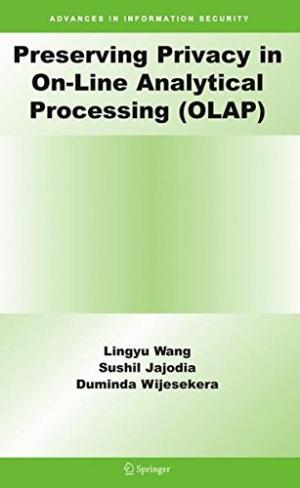 ADVANCES IN INFORMATION SECURITY
Preserving Privacy in
On-Line Analytical
Processing (OLAP)
Lingyu Wang
Sushil Jajodia
Duminda Wijesekera
Springer